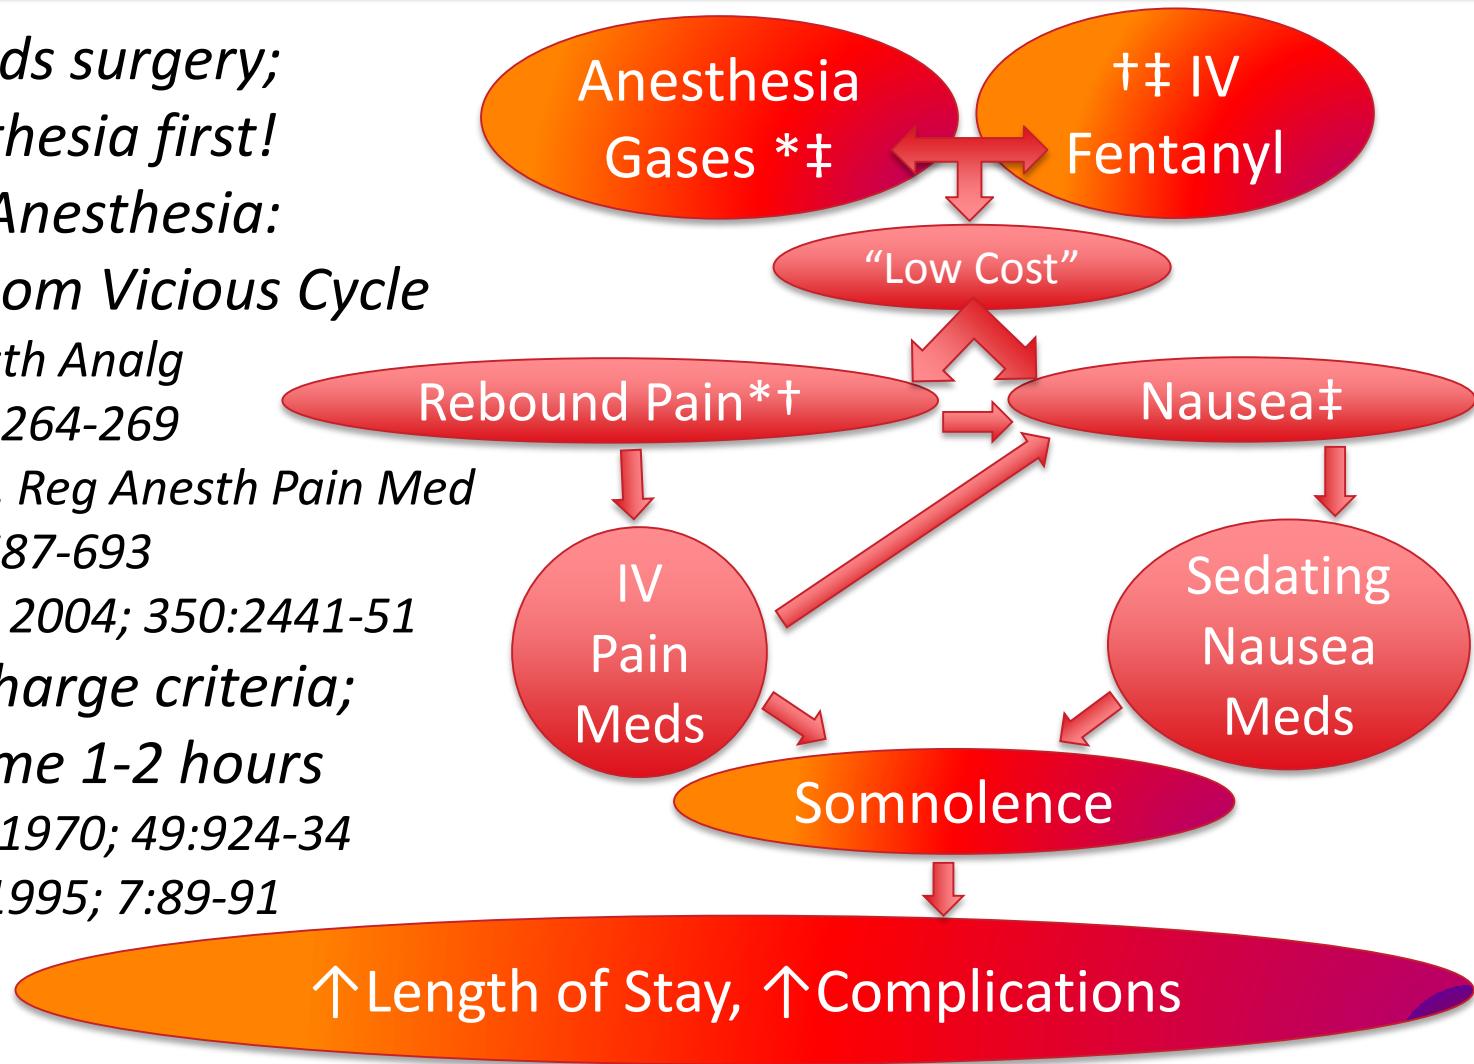 ds surgery;
thesia first!
Anesthesia:
om Vicious Cycle
th Analg
264-269
Reg Anesth Pain Med
87-693
2004; 350:2441-51
harge criteria;
me 1-2 hours
1970; 49:924-34
1995; 7:89-91
Anesthesia
Gases *‡
†‡ IV
Fentanyl
“Low Cost”
Rebound Pain*†
Nausea‡
IV
Pain
Meds
Sedating
Nausea
Meds
Somnolence
↑Length of Stay, ↑Complications